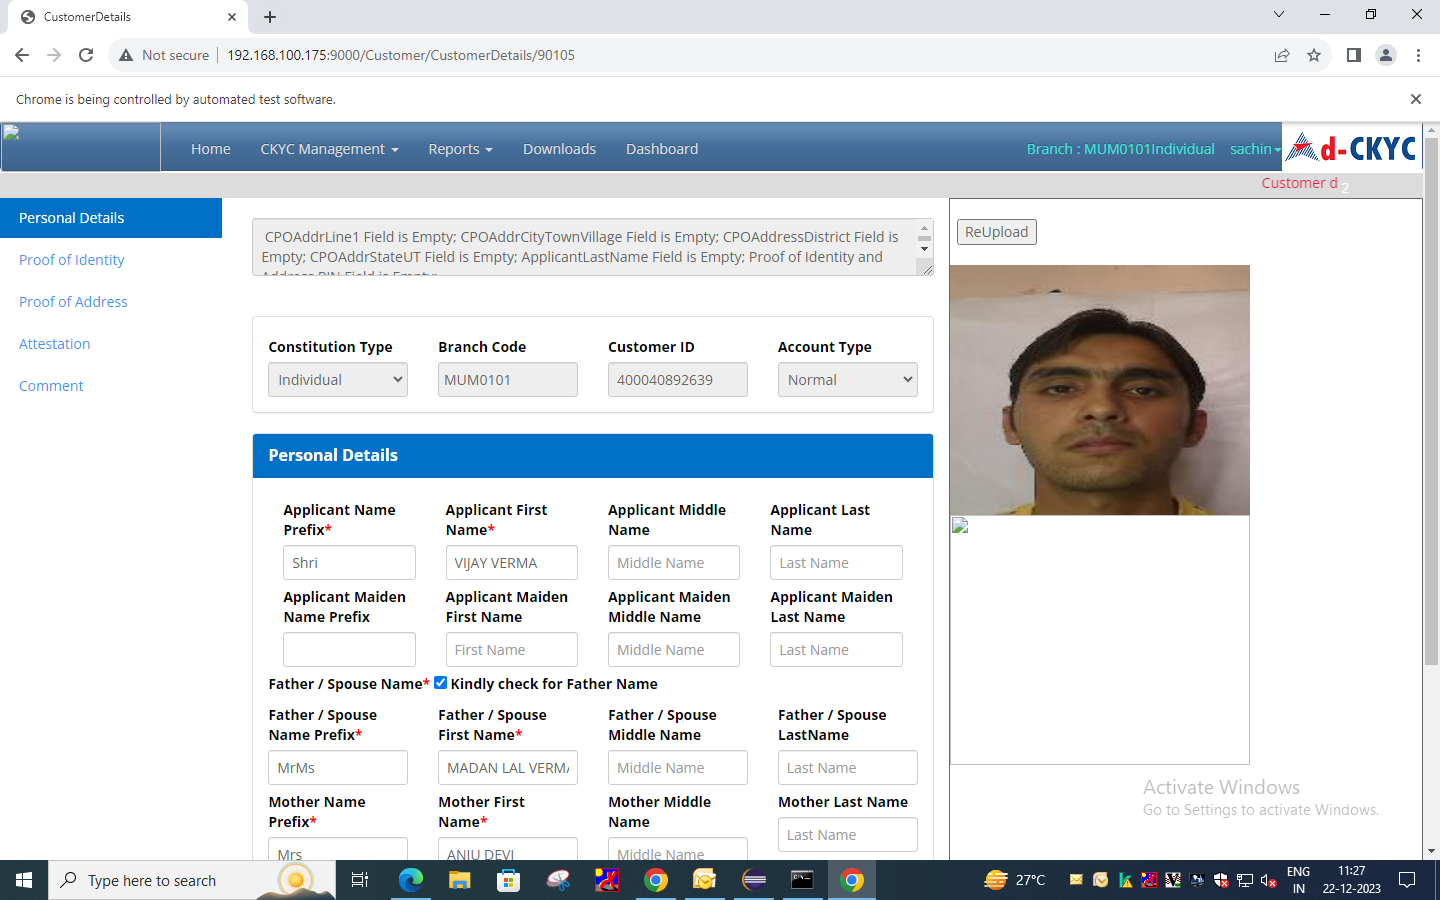 CustomerDetails
Not secure
192.168.100.175:9000/Customer/CustomerDetails/90105
Chrome is being controlled by automated test software.
Home
CKYC Management
Reports
Downloads
Dashboard
Branch : MUM0101Individual
sachin
d-CKYC
Customer d
2
Personal Details
Proof of Identity
Proof of Address
Attestation
Comment
CPOAddrLine1 Field is Empty; CPOAddrCityTownVillage Field is Empty; CPOAddressDistrict Field is
Empty; CPOAddrStateUT Field is Empty; ApplicantLastName Field is Empty; Proof of Identity and
Address PIN Field is Empty;
ReUpload
Constitution Type
Branch Code
Customer ID
Account Type
Individual
MUM0101
400040892639
Normal
Personal Details
Applicant Name
Prefix*
Applicant First
Name*
Applicant Middle
Name
Applicant Last
Name
Shri
VIJAY VERMA
Middle Name
Last Name
Applicant Maiden
Name Prefix
Applicant Maiden
First Name
Applicant Maiden
Middle Name
Applicant Maiden
Last Name
First Name
Middle Name
Last Name
Father / Spouse Name* Kindly check for Father Name
Father / Spouse
Name Prefix*
Father / Spouse
First Name*
Father / Spouse
Middle Name
Father / Spouse
LastName
MrMs
MADAN LAL VERMA
Middle Name
Last Name
Mother Name
Prefix*
Mother First
Name*
Mother Middle
Name
Mother Last Name
Mrs
ANJU DEVI
Middle Name
Last Name
Activate Windows
Go to Settings to activate Windows.
Type here to search
27°C
ENG
IN
11:27
22-12-2023